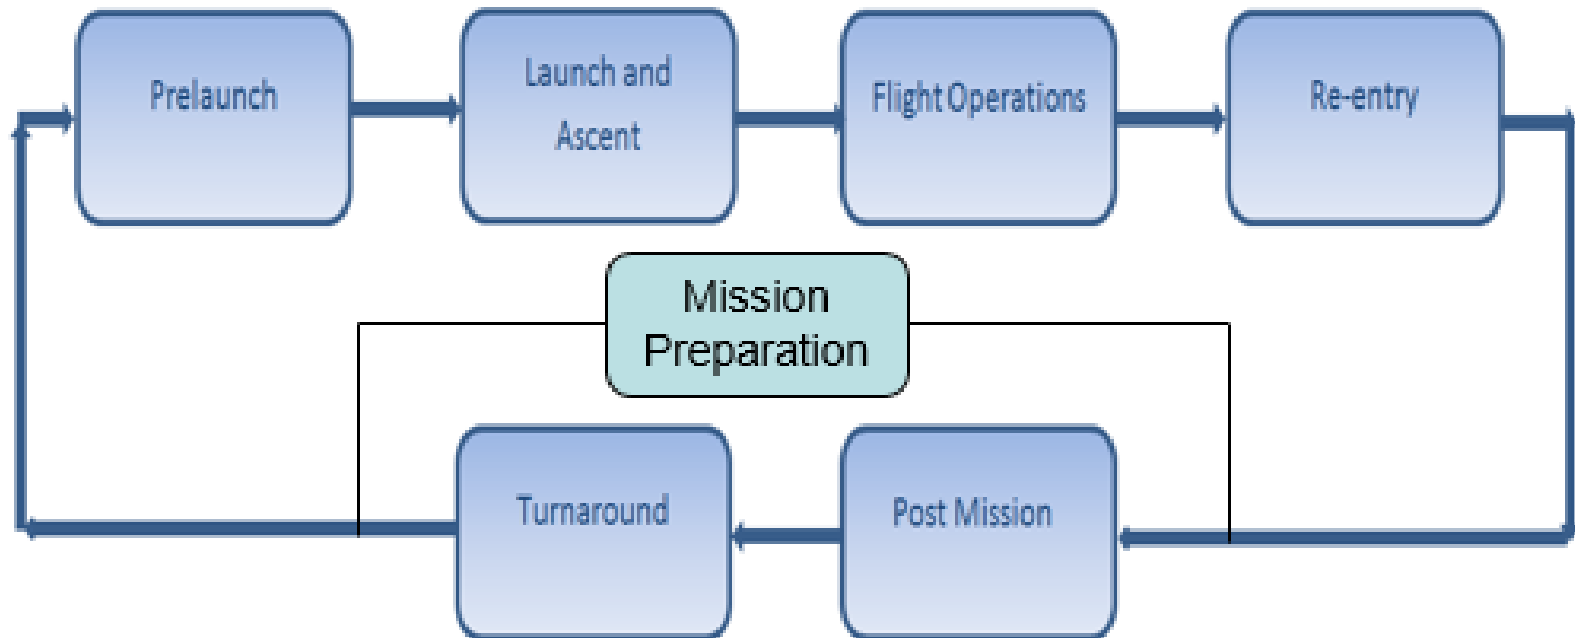 Prelaunch
Launch and
Ascent
Flight Operations
Re-entry
Mission
Preparation
Turnaround
Post Mission